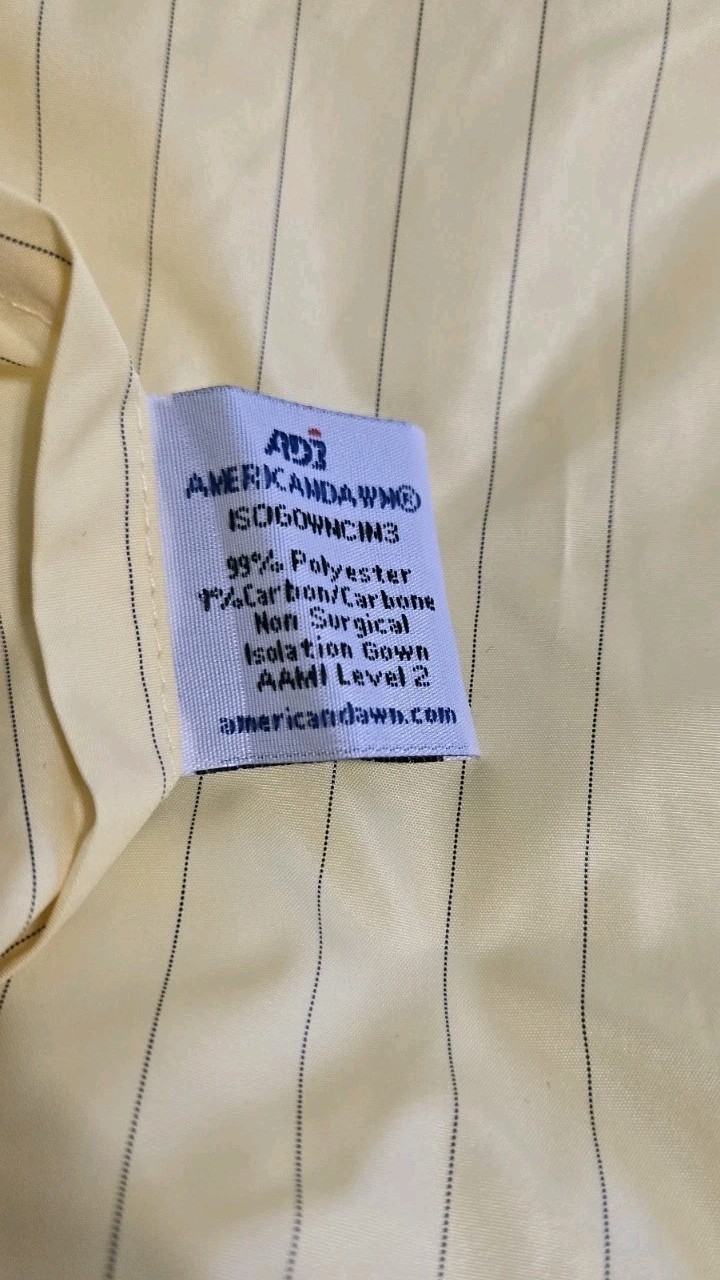 ADI
AMERICANDAWN®
ISOGOWNCIN3
99% Polyester
1%Carbon/Carbone
Non Surgical
Isolation Gown
AAMI Level 2
americandawn.com